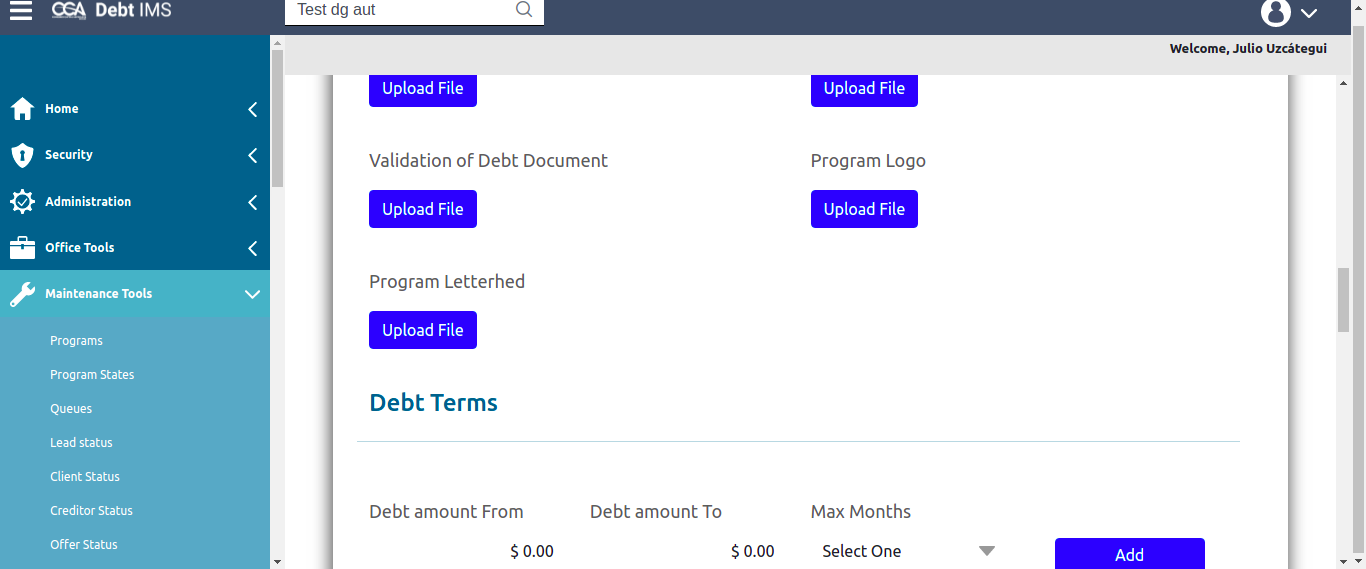 CGA Debt IMS
Test dg aut
Welcome, Julio Uzcátegui
Home
Security
Administration
Office Tools
Maintenance Tools
Programs
Program States
Queues
Lead status
Client Status
Creditor Status
Offer Status
Upload File
Upload File
Validation of Debt Document
Program Logo
Upload File
Upload File
Program Letterhed
Upload File
Debt Terms
Debt amount From
Debt amount To
Max Months
$ 0.00
$ 0.00
Select One
Add